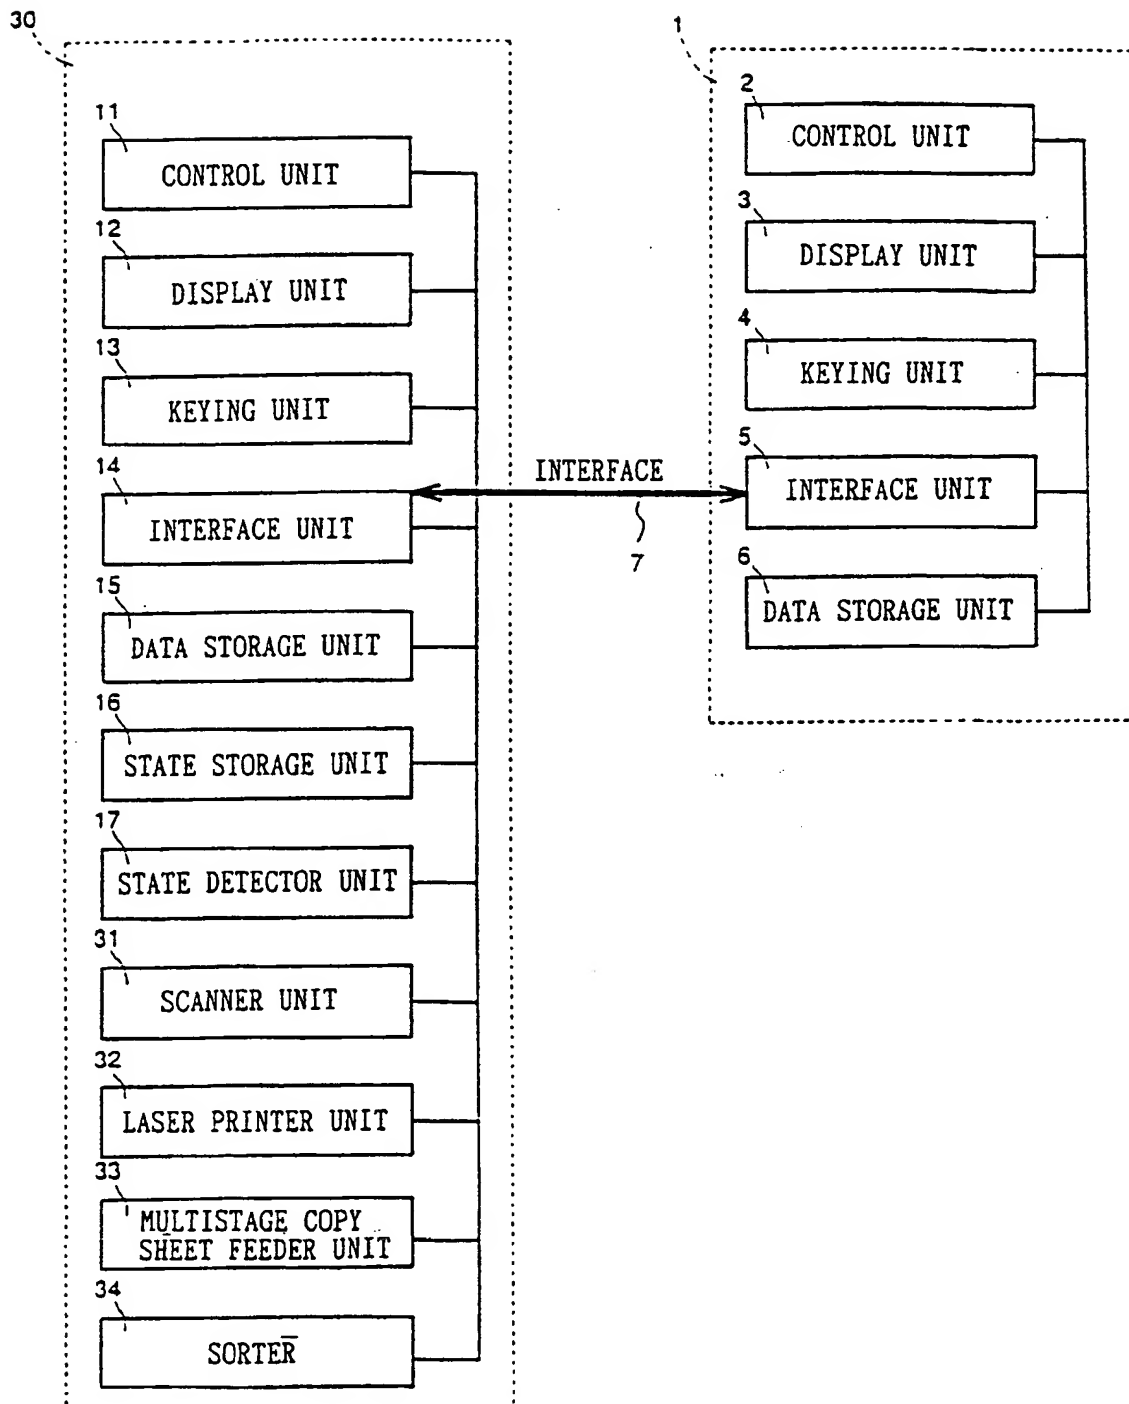 30
11
CONTROL UNIT
12
DISPLAY UNIT
13
KEYING UNIT
14
INTERFACE UNIT
15
DATA STORAGE UNIT
16
STATE STORAGE UNIT
17
STATE DETECTOR UNIT
31
SCANNER UNIT
32
LASER PRINTER UNIT
33
MULTISTAGE COPY
SHEET FEEDER UNIT
34
SORTER
INTERFACE
7
1
2
CONTROL UNIT
3
DISPLAY UNIT
4
KEYING UNIT
5
INTERFACE UNIT
6
DATA STORAGE UNIT